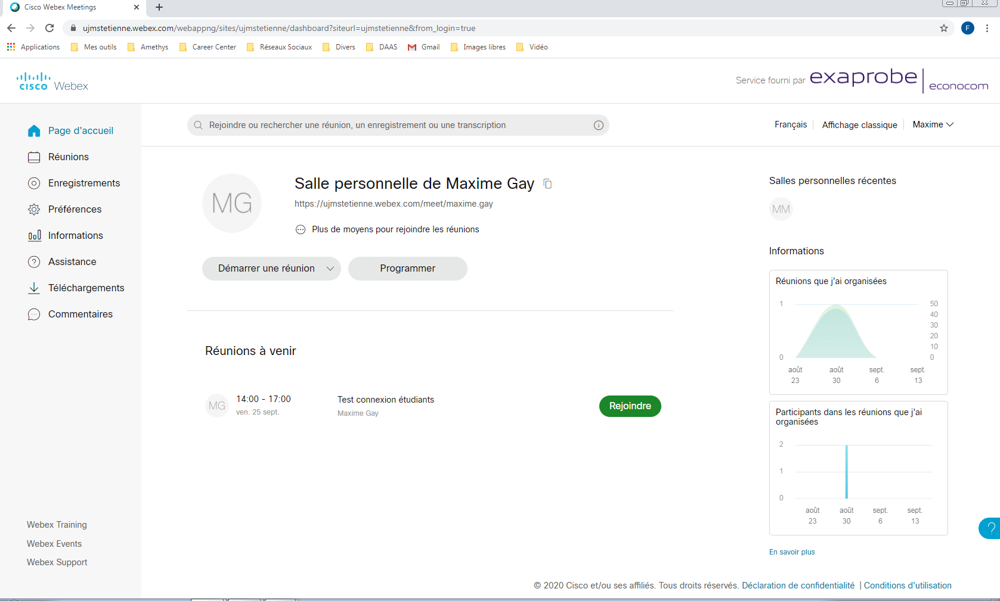 Cisco Webex Meetings
ujmstetienne.webex.com/webappng/sites/ujmstetienne/dashboard?siteurl=ujmstetienne&from_login=true
F
Applications Mes outils Amethys Career Center Réseaux Sociaux Divers DAAS Gmail Images libres Vidéo
cisco Webex
Service fourni par exaprobe econocom
Page d'accueil
Réunions
Enregistrements
Préférences
Informations
Assistance
Téléchargements
Commentaires
Webex Training
Webex Events
Webex Support
Rejoindre ou rechercher une réunion, un enregistrement ou une transcription
Français Affichage classique Maxime
MG
Salle personnelle de Maxime Gay
https://ujmstetienne.webex.com/meet/maxime.gay
Plus de moyens pour rejoindre les réunions
Démarrer une réunion Programmer
Réunions à venir
MG
14:00 - 17:00
ven. 25 sept.
Test connexion étudiants
Maxime Gay
Rejoindre
Salles personnelles récentes
MM
Informations
Réunions que j'ai organisées
1 50
40
30
20
10
0 0
août août sept. sept.
23 30 6 13
Participants dans les réunions que j'ai
organisées
2
1
0
août août sept. sept.
23 30 6 13
?
En savoir plus
© 2020 Cisco et/ou ses affiliés. Tous droits réservés. Déclaration de confidentialité | Conditions d'utilisation